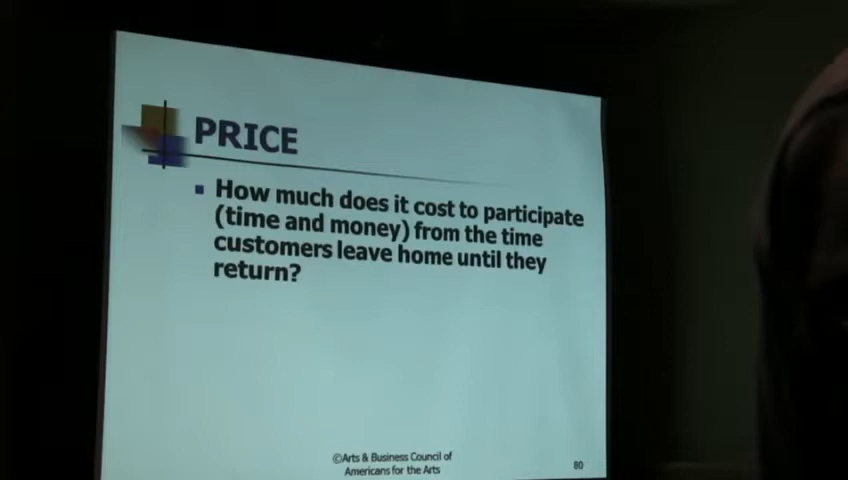 PRICE
How much does it cost to participate
(time and money) from the time
customers leave home until they
return?
©Arts & Business Council of
Americans for the Arts
80